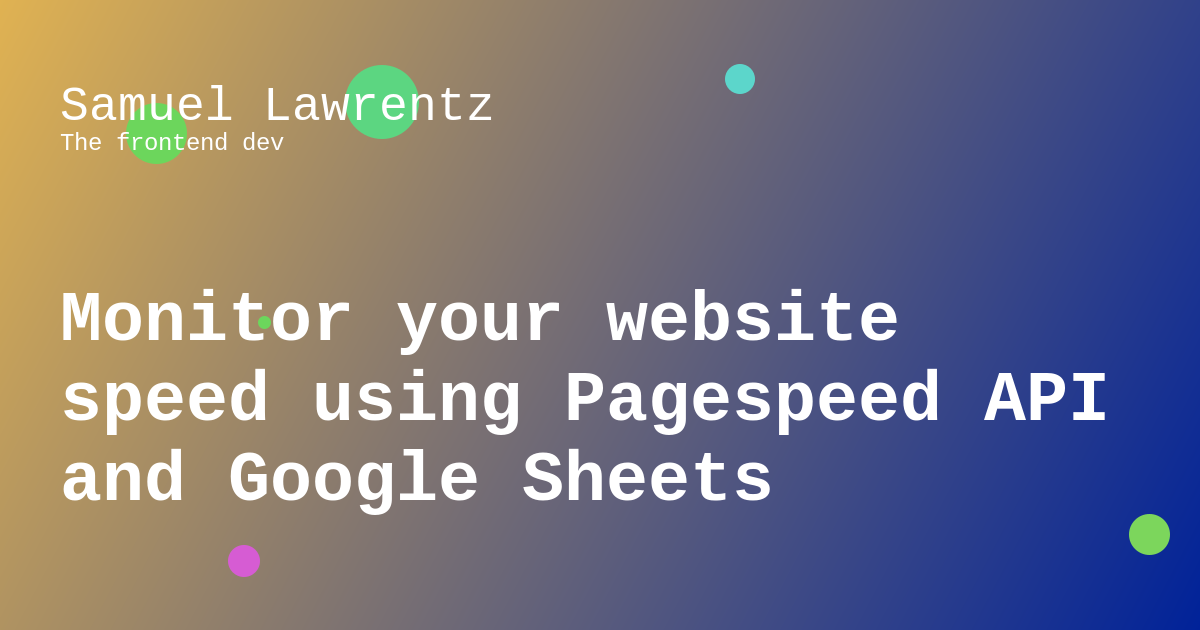 Samuel Lawrentz
The frontend dev
Monitor your website
speed using Pagespeed API
and Google Sheets